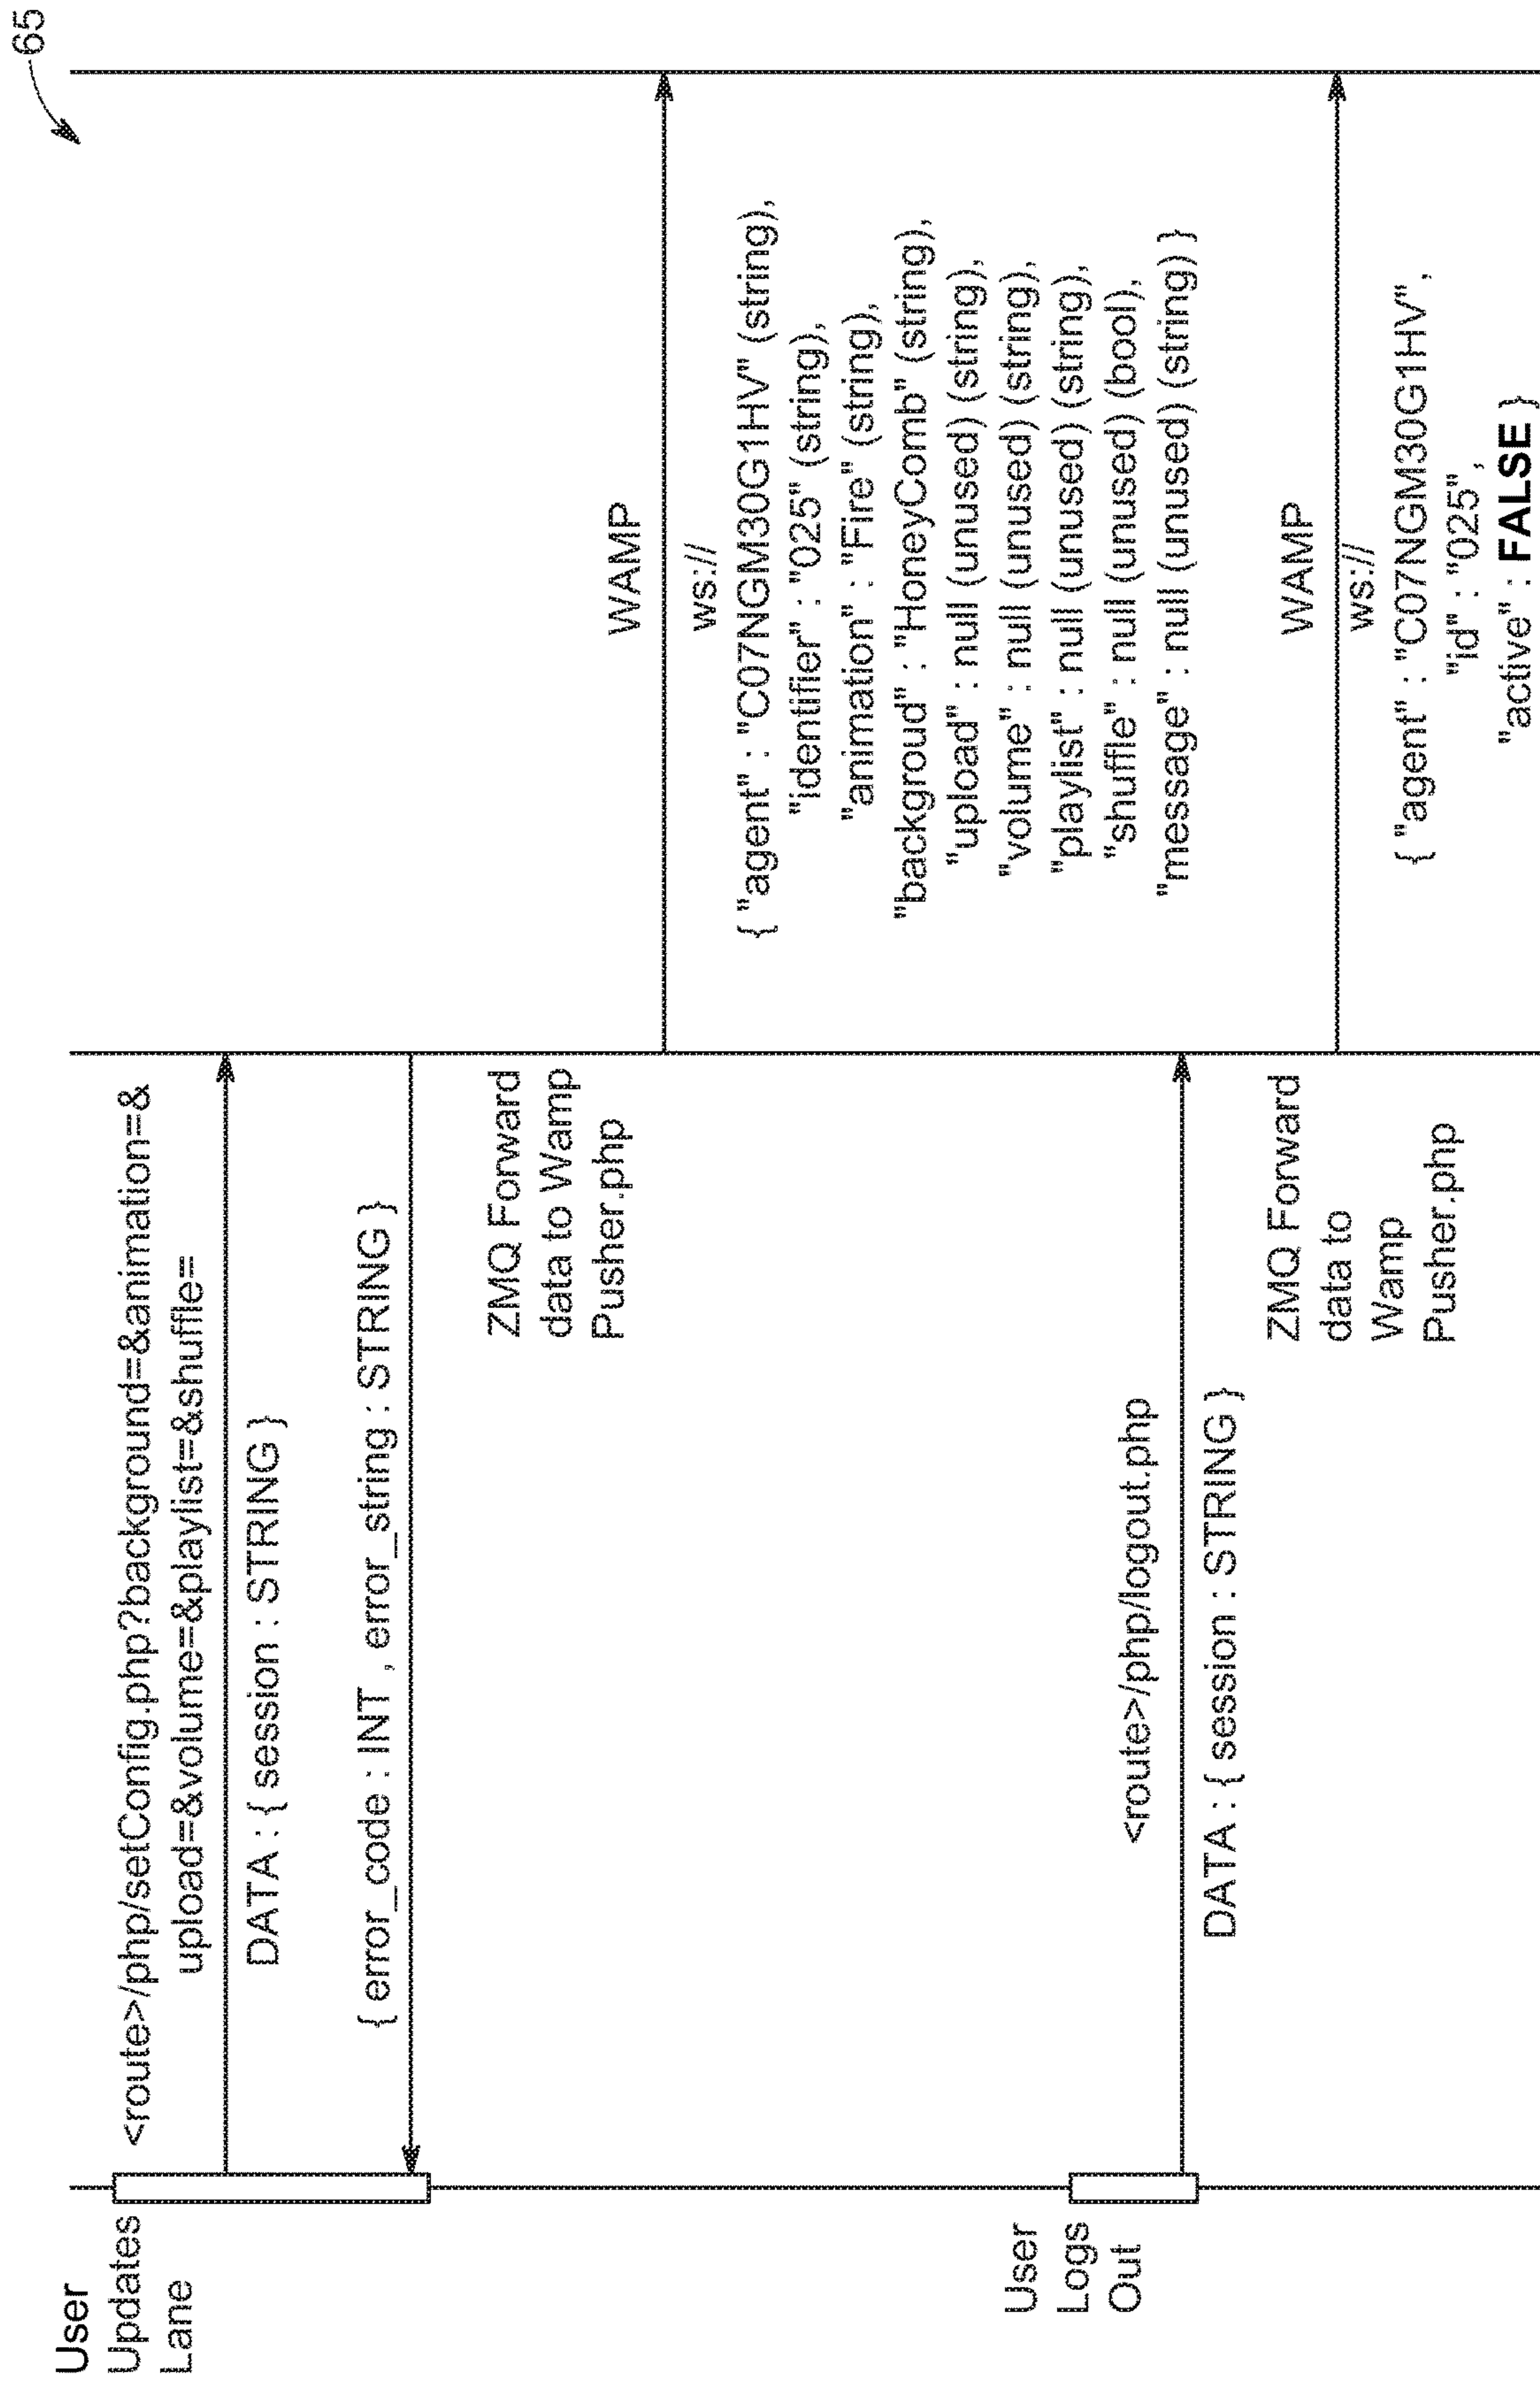 65
User
Updates
Lane
<route>/php/setConfig.php?background=&animation=&
upload=&volume=&playlist=&shuffle=
DATA : { session : STRING }
{ error_code : INT , error_string : STRING }
ZMQ Forward
data to Wamp
Pusher.php
WAMP
ws://
{ "agent" : "C07NGM30G1HV" (string),
"identifier" : "025" (string),
"animation" : "Fire" (string),
"backgroud" : "HoneyComb" (string),
"upload" : null (unused) (string),
"volume" : null (unused) (string),
"playlist" : null (unused) (string),
"shuffle" : null (unused) (bool),
"message" : null (unused) (string) }
User
Logs
Out
<route>/php/logout.php
DATA : { session : STRING }
ZMQ Forward
data to
Wamp
Pusher.php
WAMP
ws://
{ "agent" : "C07NGM30G1HV",
"id" : "025",
"active" : FALSE }